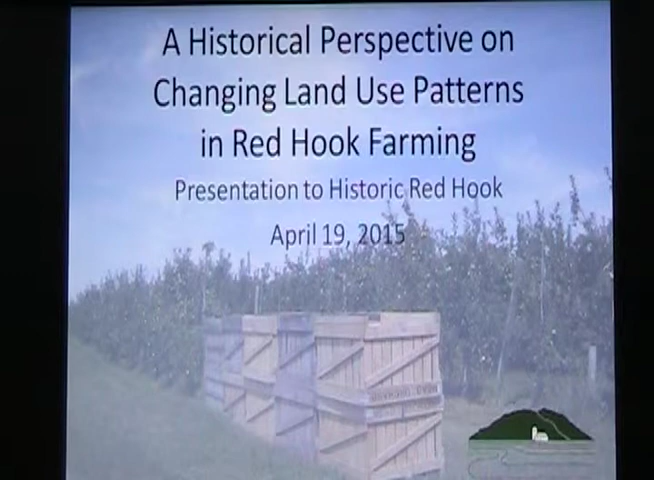 A Historical Perspective on
Changing Land Use Patterns
in Red Hook Farming
Presentation to Historic Red Hook
April 19, 2015